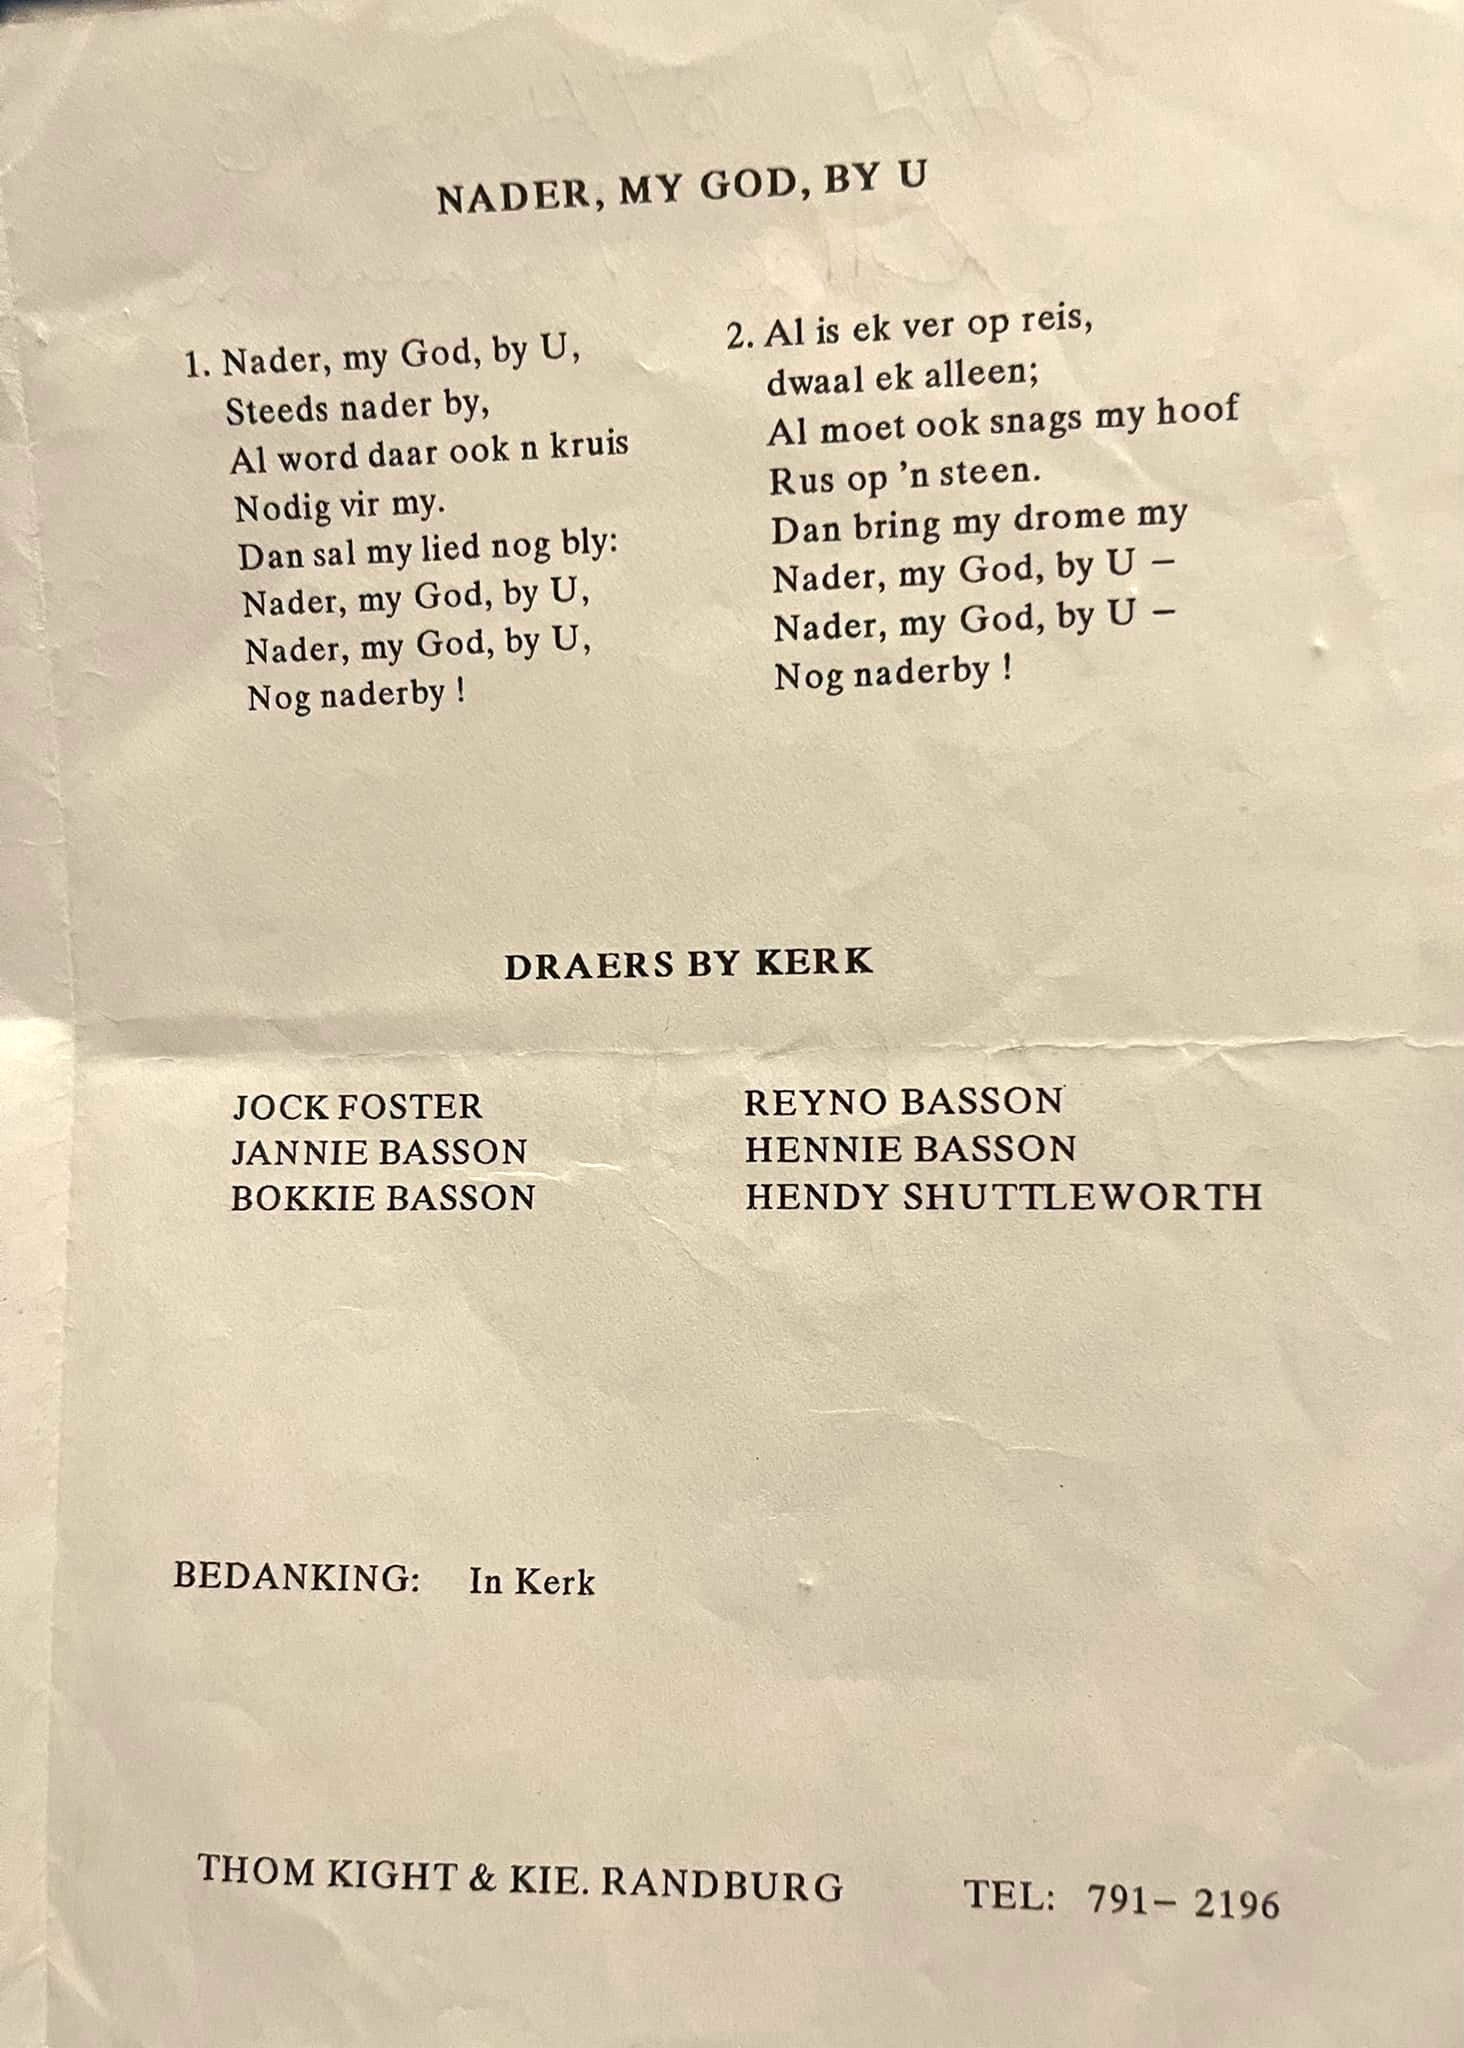 NADER, MY GOD, BY U
1. Nader, my God, by U,
Steeds nader by,
Al word daar ook n kruis
Nodig vir my.
Dan sal my lied nog bly:
Nader, my God, by U,
Nader, my God, by U,
Nog naderby !
2. Al is ek ver op reis,
dwaal ek alleen;
Al moet ook snags my hoof
Rus op 'n steen.
Dan bring my drome my
Nader, my God, by U –
Nader, my God, by U –
Nog naderby !
DRAERS BY KERK
JOCK FOSTER
JANNIE BASSON
BOKKIE BASSON
REYNO BASSON
HENNIE BASSON
HENDY SHUTTLEWORTH
BEDANKING: In Kerk
THOM KIGHT & KIE. RANDBURG TEL: 791– 2196